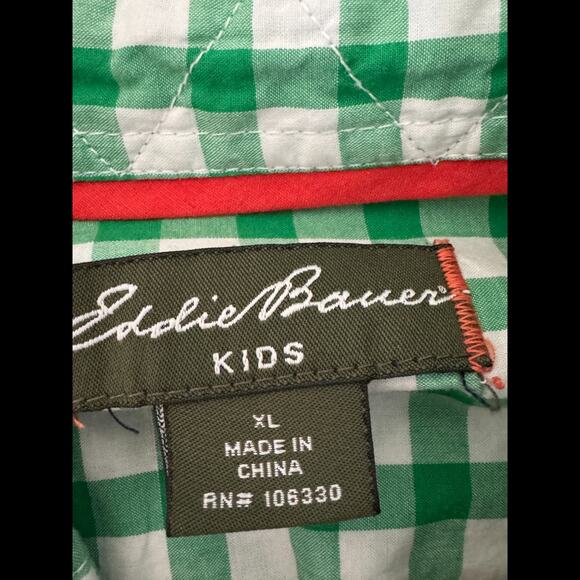 Eddie Bauer®
KIDS
XL
MADE IN
CHINA
RN# 106330